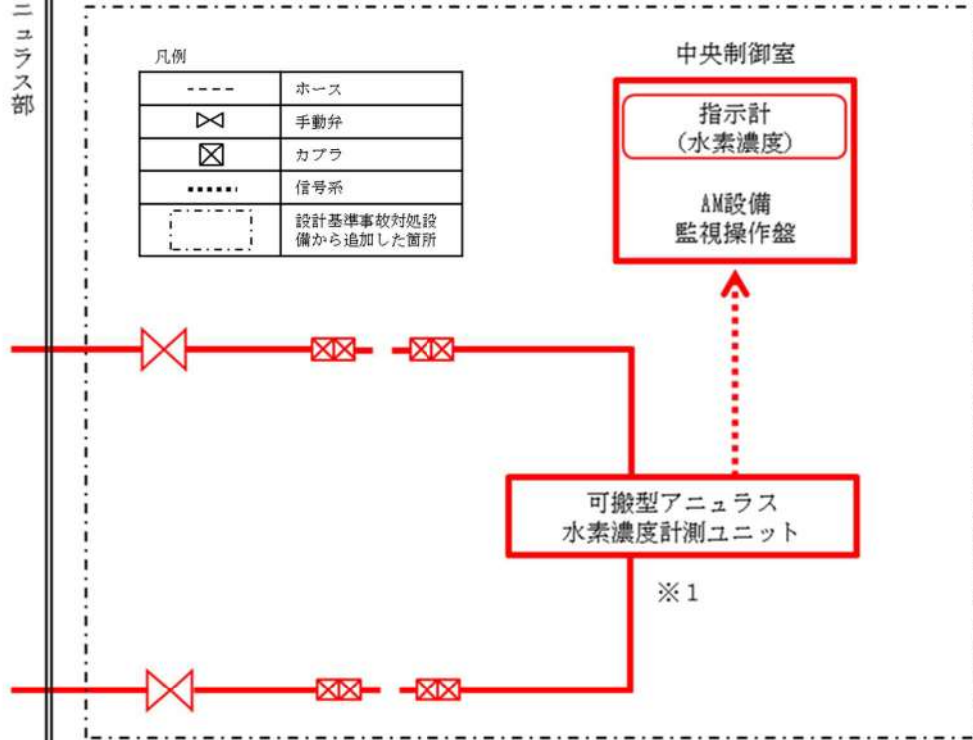 ニュラス部
凡例
ホース
手動弁
カプラ
信号系
設計基準事故対処設
備から追加した箇所
中央制御室
指示計
(水素濃度)
AM設備
監視操作盤
可搬型アニュラス
水素濃度計測ユニット
※1